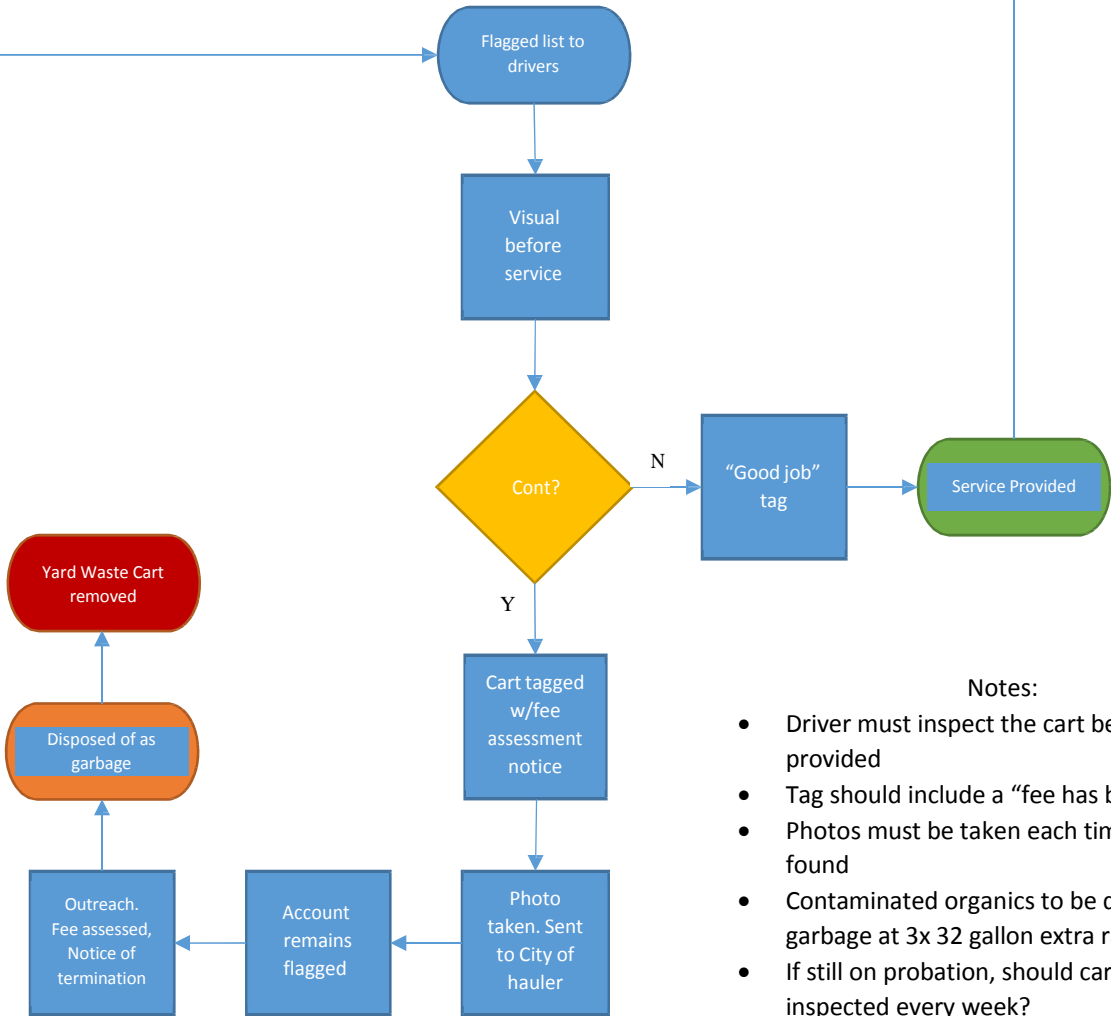 Flagged list to
drivers
Visual
before
service
Cont?
N
"Good job"
tag
Service Provided
Y
Yard Waste Cart
removed
Cart tagged
w/fee
assessment
notice
Disposed of as
garbage
Outreach.
Fee assessed,
Notice of
termination
Account
remains
flagged
Photo
taken. Sent
to City of
hauler
Notes:
• Driver must inspect the cart be
provided
• Tag should include a “fee has b
• Photos must be taken each tim
found
• Contaminated organics to be d
garbage at 3x 32 gallon extra r
• If still on probation, should car
inspected every week?